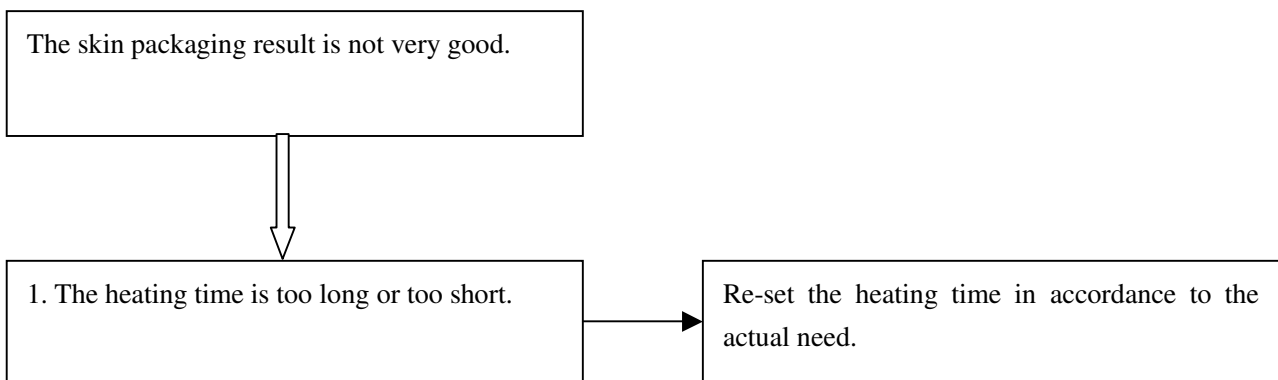 The skin packaging result is not very good.
1. The heating time is too long or too short.
Re-set the heating time in accordance to the
actual need.